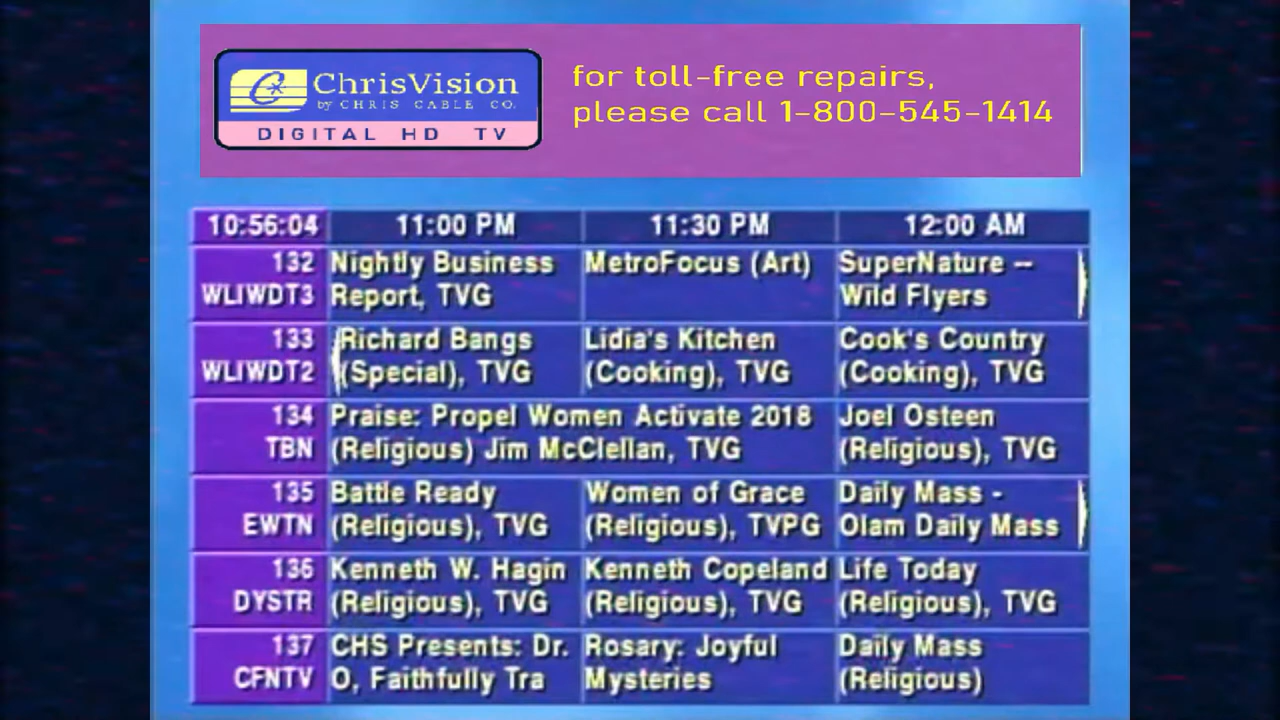 ChrisVision
by CHRIS CABLE CO.
DIGITAL HD TV
for toll-free repairs,
please call 1-800-545-1414
10:56:04 11:00 PM 11:30 PM 12:00 AM
132 Nightly Business MetroFocus (Art) SuperNature --
WLIWDT3 Report, TVG Wild Flyers
133 Richard Bangs Lidia's Kitchen Cook's Country
WLIWDT2 (Special), TVG (Cooking), TVG (Cooking), TVG
134 Praise: Propel Women Activate 2018 Joel Osteen
TBN (Religious) Jim McClellan, TVG (Religious), TVG
135 Battle Ready Women of Grace Daily Mass -
EWTN (Religious), TVG (Religious), TVPG Olam Daily Mass
136 Kenneth W. Hagin Kenneth Copeland Life Today
DYSTR (Religious), TVG (Religious), TVG (Religious), TVG
137 CHS Presents: Dr. Rosary: Joyful Daily Mass
CFNTV O, Faithfully Tra Mysteries (Religious)